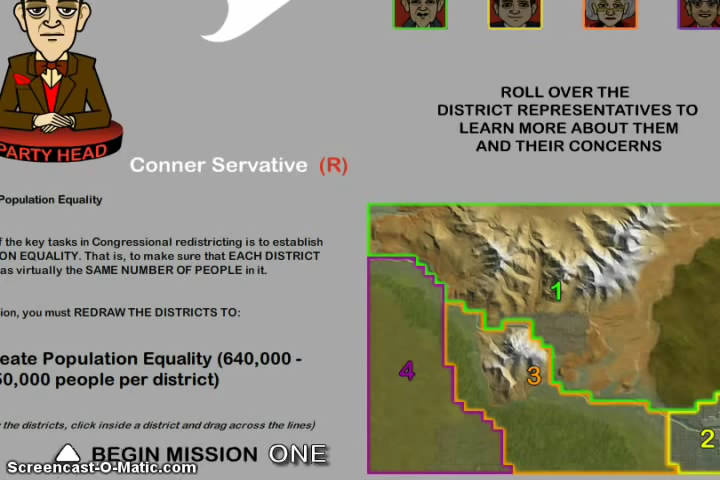 PARTY HEAD
Conner Servative (R)
ROLL OVER THE
DISTRICT REPRESENTATIVES TO
LEARN MORE ABOUT THEM
AND THEIR CONCERNS
Population Equality
f the key tasks in Congressional redistricting is to establish
ON EQUALITY. That is, to make sure that EACH DISTRICT
as virtually the SAME NUMBER OF PEOPLE in it.
ion, you must REDRAW THE DISTRICTS TO:
eate Population Equality (640,000 -
50,000 people per district)
the districts, click inside a district and drag across the lines)
BEGIN MISSION ONE
Screencast-O-Matic.com
1
4
3
2